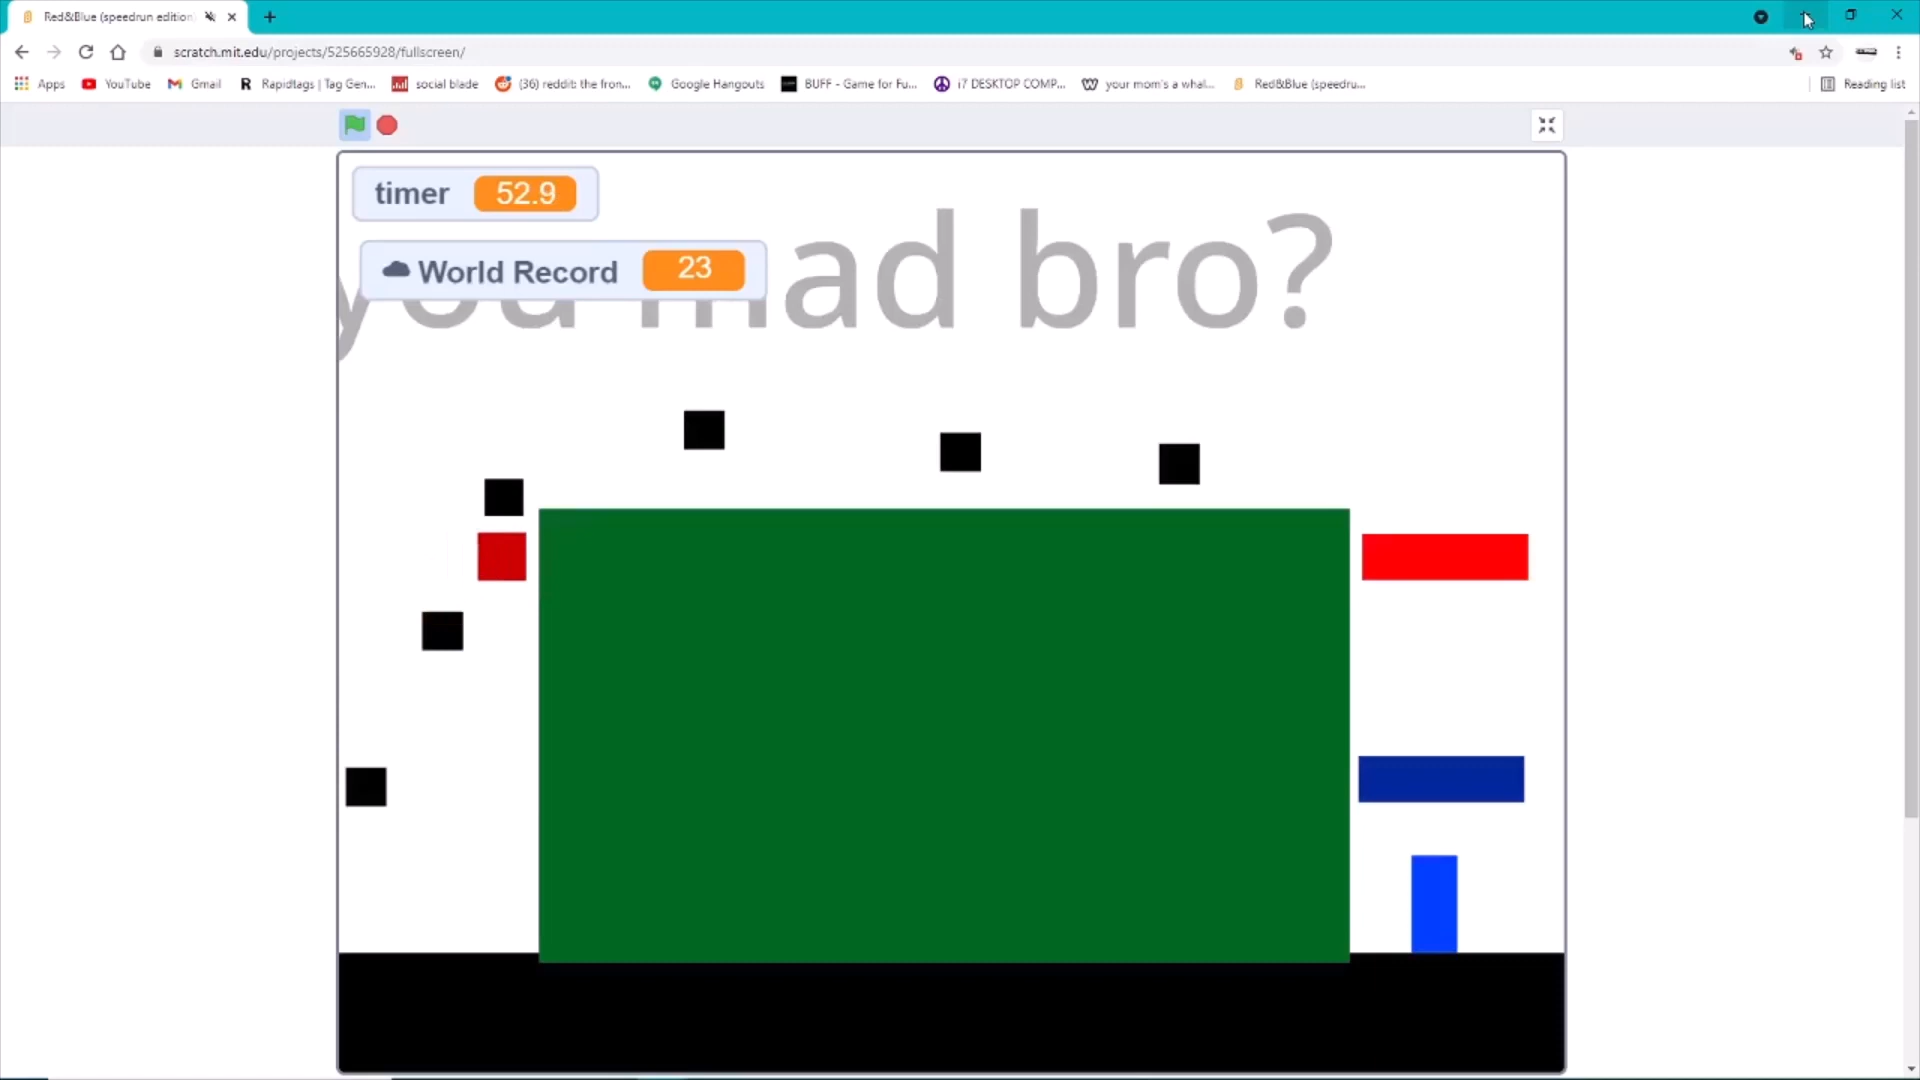 Red&Blue (speedrun edition
scratch.mit.edu/projects/525665928/fullscreen/
Apps YouTube Gmail Rapidtags | Tag Gen... social blade (36) reddit: the fron... Google Hangouts BUFF - Game for Fu... i7 DESKTOP COMP... your mom's a whal... Red&Blue (speedru... Reading list
timer 52.9
World Record 23
you mad bro?